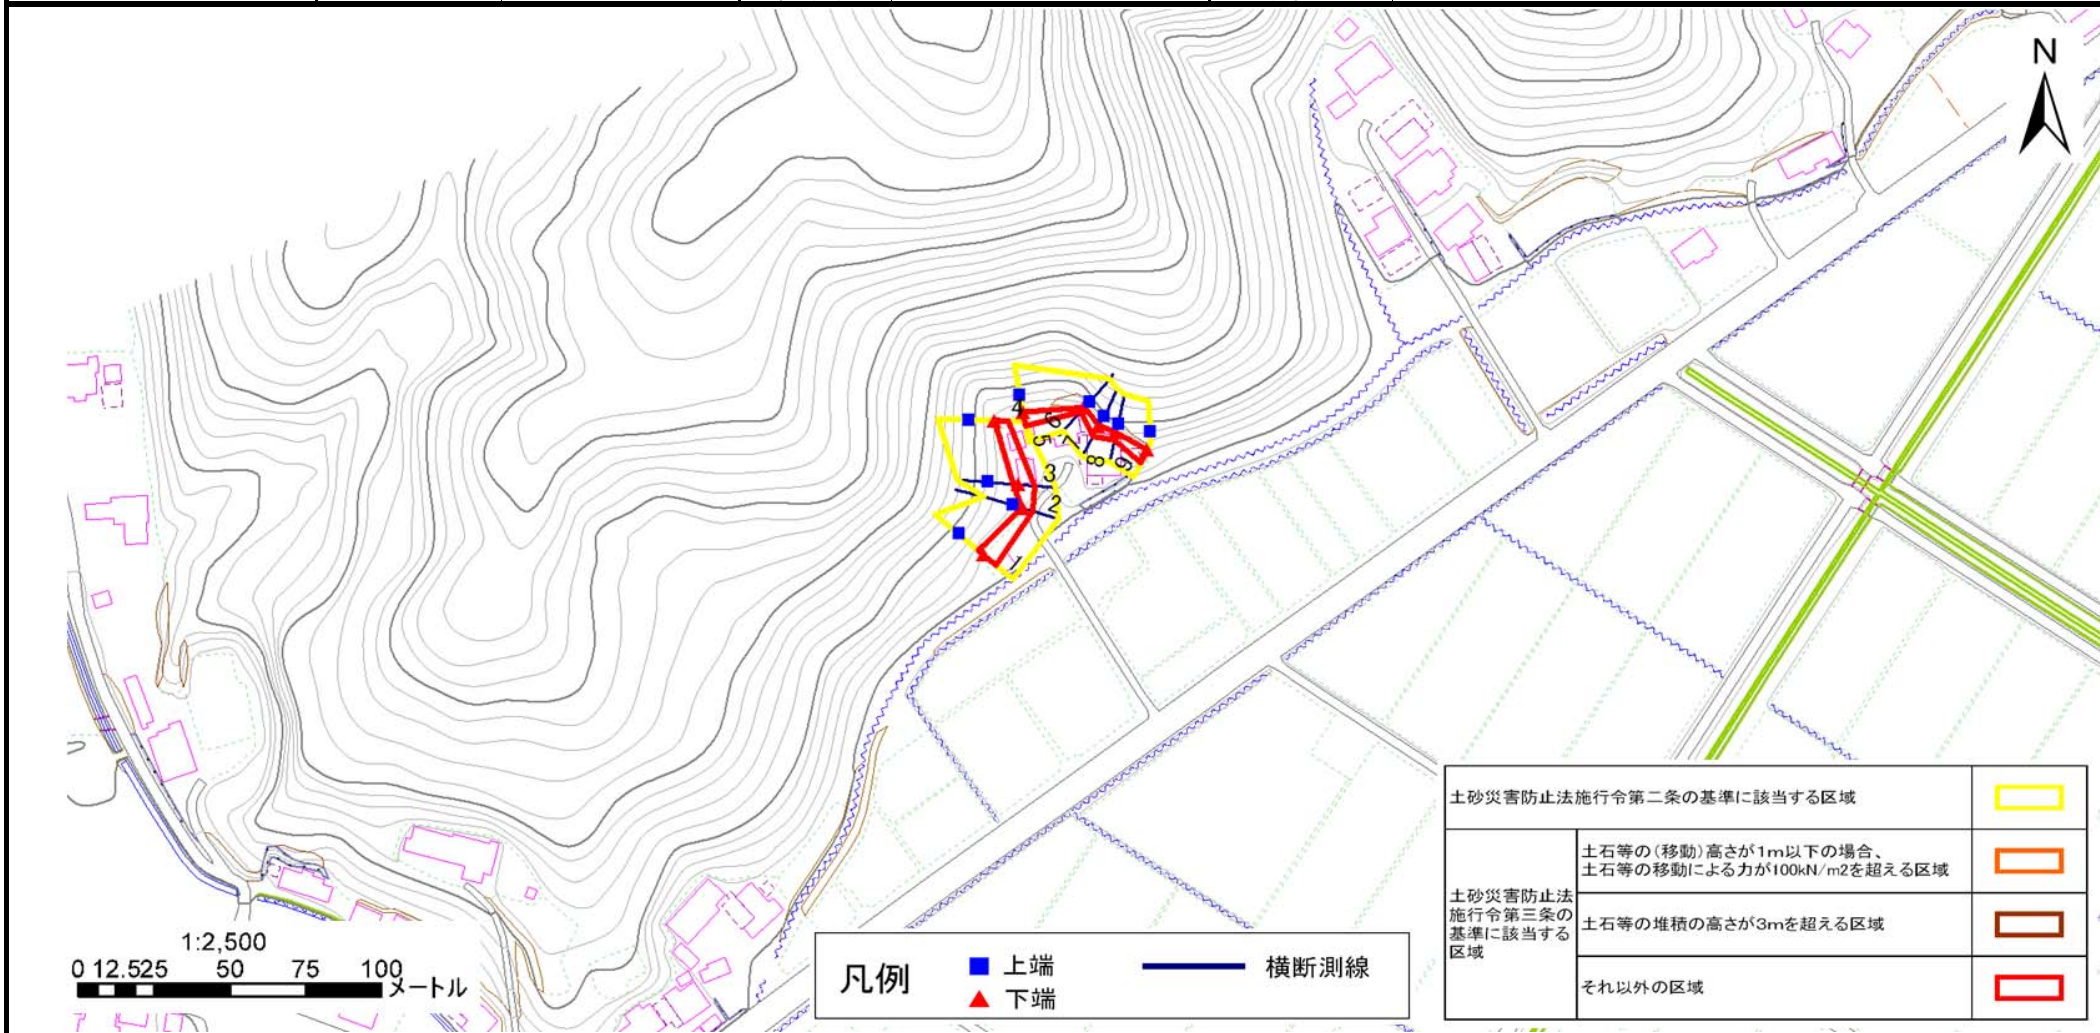 N
4
6
5
7
3
8
9
2
1
1:2,500
0 12.525 50 75 100
メートル
凡例
上端
横断測線
下端
土砂災害防止法施行令第二条の基準に該当する区域
土砂災害防止法
施行令第三条の
基準に該当する
区域
土石等の(移動)高さが1m以下の場合、
土石等の移動による力が100kN/m2を超える区域
土石等の堆積の高さが3mを超える区域
それ以外の区域